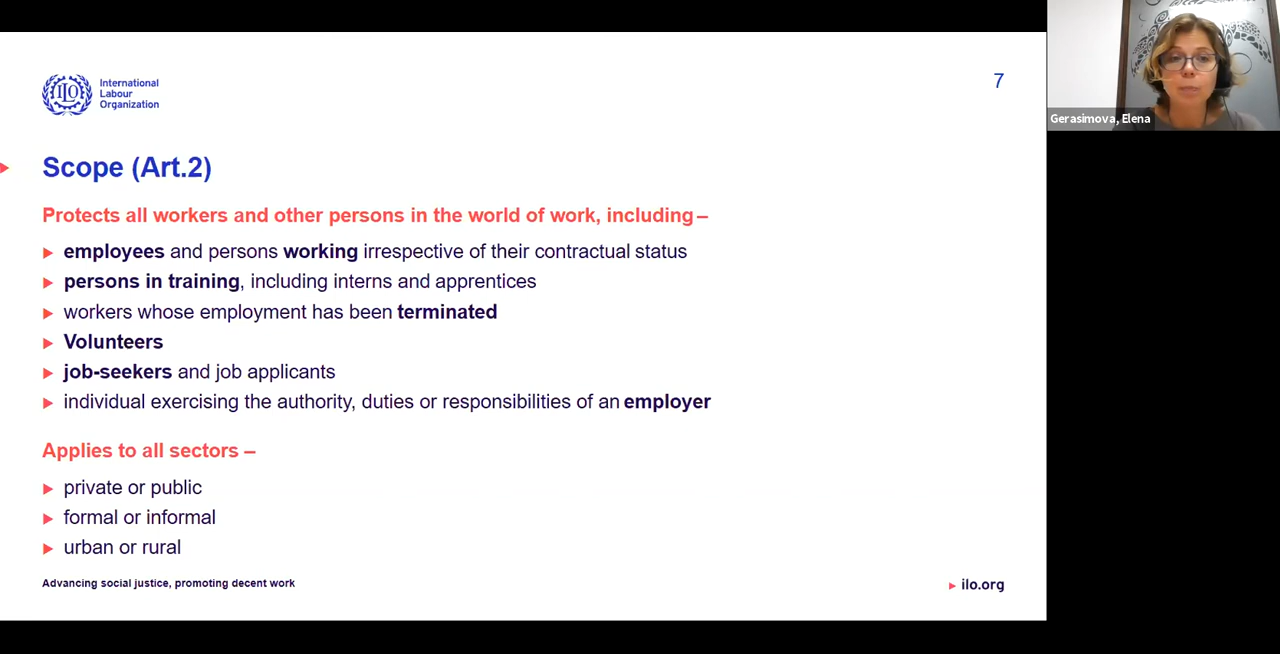 International
Labour
Organization
7
Scope (Art.2)
Protects all workers and other persons in the world of work, including –
employees and persons working irrespective of their contractual status
persons in training, including interns and apprentices
workers whose employment has been terminated
Volunteers
job-seekers and job applicants
individual exercising the authority, duties or responsibilities of an employer
Applies to all sectors –
private or public
formal or informal
urban or rural
Advancing social justice, promoting decent work
ilo.org
Gerasimova, Elena